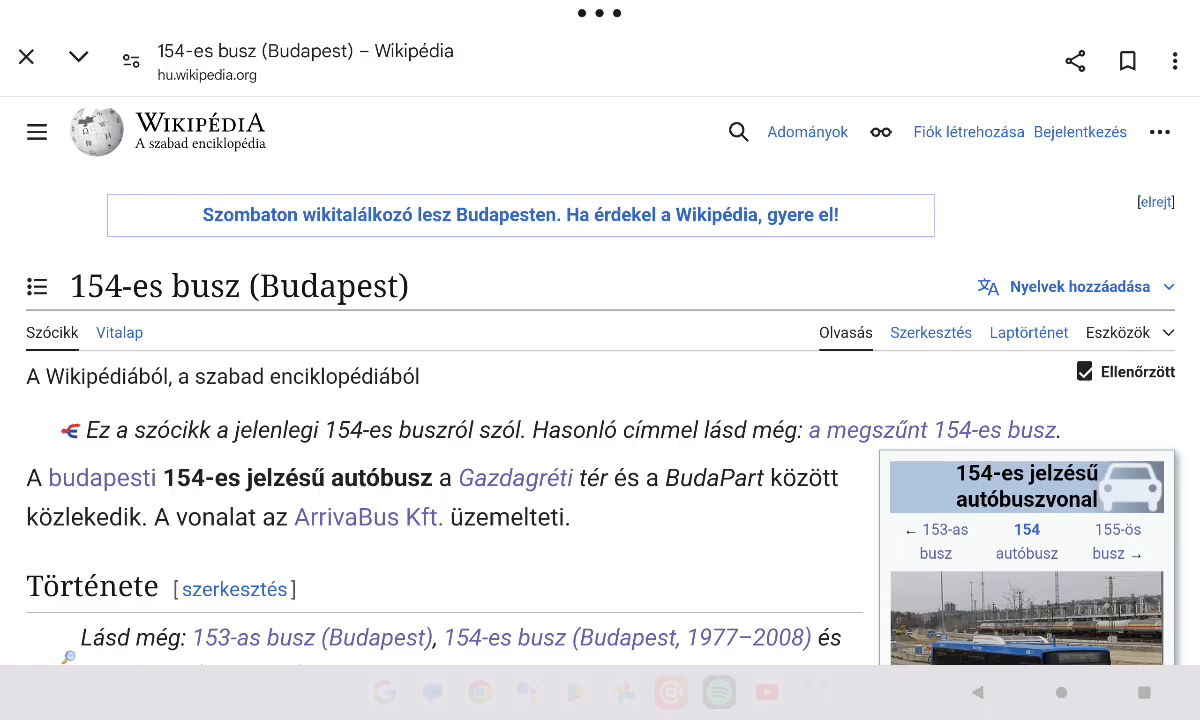 154-es busz (Budapest) – Wikipédia
hu.wikipedia.org
WIKIPÉDIA
A szabad enciklopédia
Adományok
Fiók létrehozása
Bejelentkezés
Szombaton wikitalálkozó lesz Budapesten. Ha érdekel a Wikipédia, gyere el!
[elrejt]
154-es busz (Budapest)
Nyelvek hozzáadása
Szócikk Vitalap
Olvasás Szerkesztés Laptörténet Eszközök
A Wikipédiából, a szabad enciklopédiából
Ellenőrzött
Ez a szócikk a jelenlegi 154-es buszról szól. Hasonló címmel lásd még: a megszűnt 154-es busz.
A budapesti 154-es jelzésű autóbusz a Gazdagréti tér és a BudaPart között
közlekedik. A vonalat az ArrivaBus Kft. üzemelteti.
154-es jelzésű
autóbuszvonal
← 153-as
busz
154
autóbusz
155-ös
busz →
Története [szerkesztés]
Lásd még: 153-as busz (Budapest), 154-es busz (Budapest, 1977–2008) és